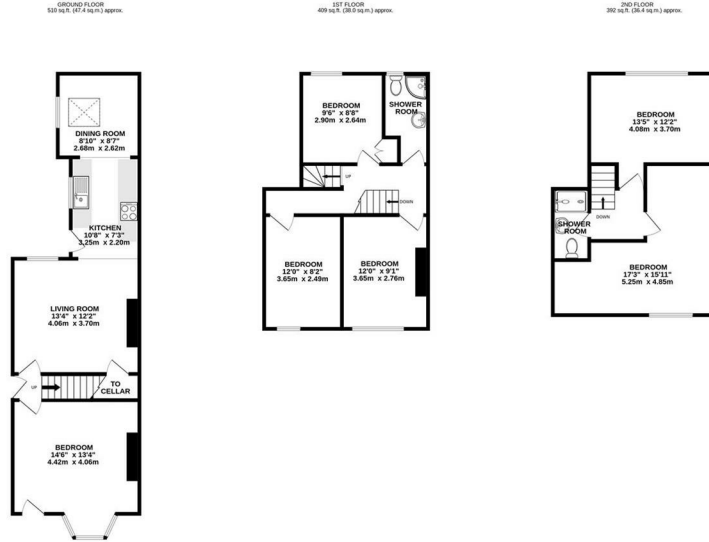 GROUND FLOOR
510 sq.ft. (47.4 sq.m.) approx.
DINING ROOM
8'10" x 8'7"
2.68m x 2.62m
KITCHEN
10'8" x 7'3"
3.25m x 2.20m
LIVING ROOM
13'4" x 12'2"
4.06m x 3.70m
UP
TO
CELLAR
BEDROOM
14'6" x 13'4"
4.42m x 4.06m
1ST FLOOR
409 sq.ft. (38.0 sq.m.) approx.
BEDROOM
9'6" x 8'8"
2.90m x 2.64m
SHOWER
ROOM
UP
DOWN
BEDROOM
12'0" x 8'2"
3.65m x 2.49m
BEDROOM
12'0" x 9'1"
3.65m x 2.76m
2ND FLOOR
392 sq.ft. (36.4 sq.m.) approx.
BEDROOM
13'5" x 12'2"
4.08m x 3.70m
DOWN
SHOWER
ROOM
BEDROOM
17'3" x 15'11"
5.25m x 4.85m